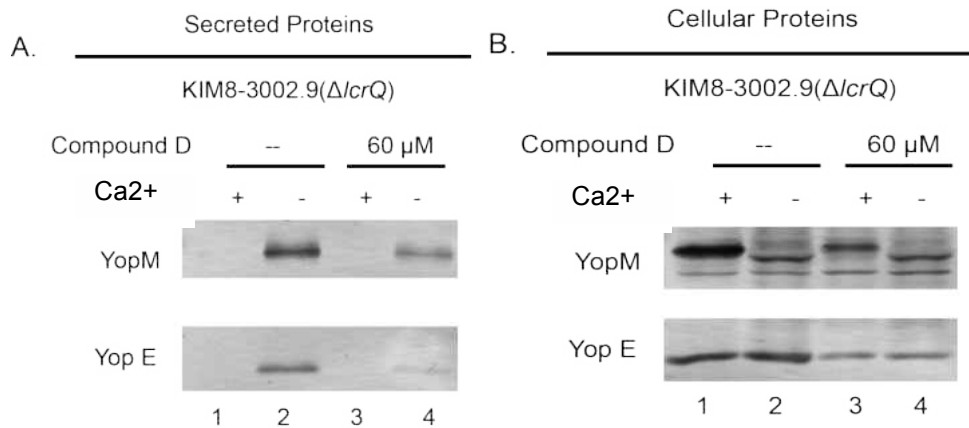 A.
Secreted Proteins
KIM8-3002.9(ΔlcrQ)
Compound D -- 60 μM
Ca2+ + - + -
YopM
Yop E
1 2 3 4
B.
Cellular Proteins
KIM8-3002.9(ΔlcrQ)
Compound D -- 60 μM
Ca2+ + - + -
YopM
Yop E
1 2 3 4